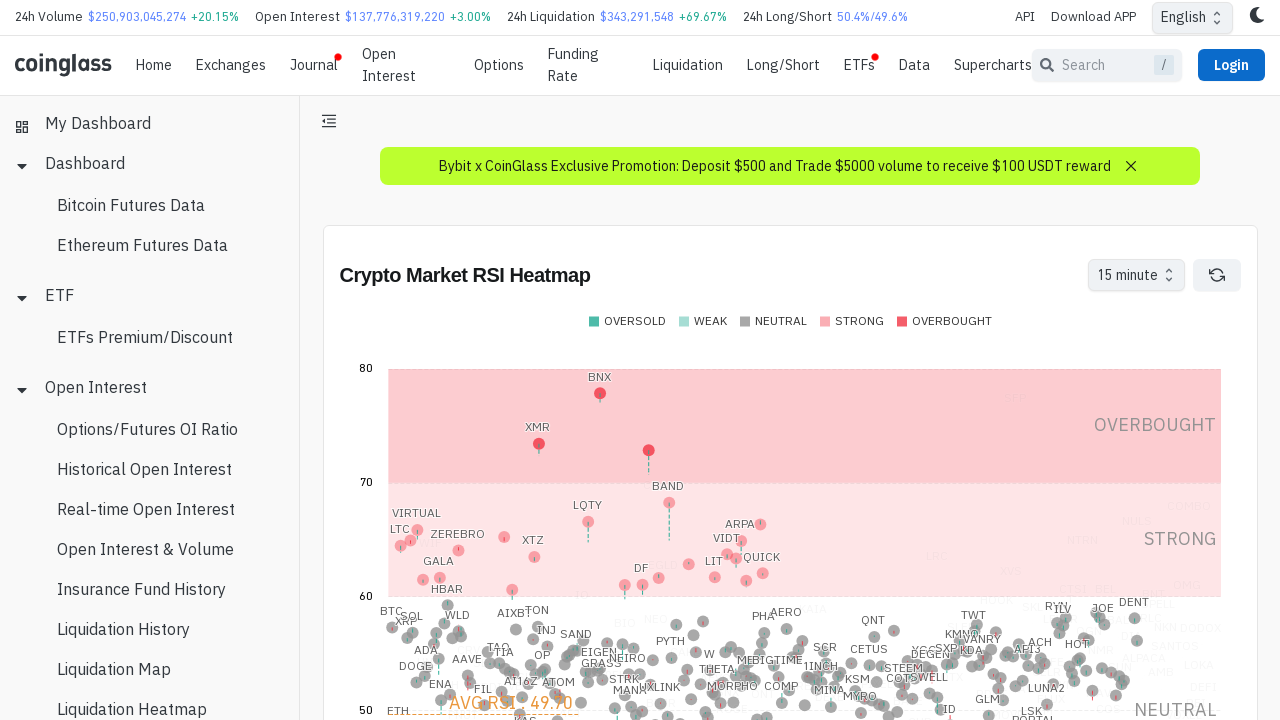 24h Volume $250,903,045,274 +20.15% Open Interest $137,776,319,220 +3.00% 24h Liquidation $343,291,548 +69.67% 24h Long/Short 50.4%/49.6% API Download APP English
coinglass Home Exchanges Journal Open Interest Options Funding Rate Liquidation Long/Short ETFs Data Supercharts Search / Login
My Dashboard
Dashboard
Bitcoin Futures Data
Ethereum Futures Data
ETF
ETFs Premium/Discount
Open Interest
Options/Futures OI Ratio
Historical Open Interest
Real-time Open Interest
Open Interest & Volume
Insurance Fund History
Liquidation History
Liquidation Map
Liquidation Heatmap
Bybit x CoinGlass Exclusive Promotion: Deposit $500 and Trade $5000 volume to receive $100 USDT reward
Crypto Market RSI Heatmap 15 minute
OVERSOLD WEAK NEUTRAL STRONG OVERBOUGHT
80
BNX
OVERBOUGHT
XMR
70
BAND
LQTY
VIRTUAL
ARPA
LTC ZEREBRO XTZ VIDT STRONG
GALA DF LIT QUICK
HBAR
60
BTC SOL WLD AIXBT TON PHA AERO QNT TWT ILV JOE DENT
XRP
INJ SAND KMNO VANRY ACH HOT
ADA PYTH SCR CETUS KDA API3
AAVE OP EIGEN W
DOGE GRASS NEIRO THETA BIGTIME 1INCH DEGEN STEEM
ENA FIL AI16Z ATOM STRK LINK MORPHO COMP MINA KSM COTI SWELL LUNA2
MYRO GLM
AVG RSI : 49.70
ETH ID LSK NEUTRAL
50